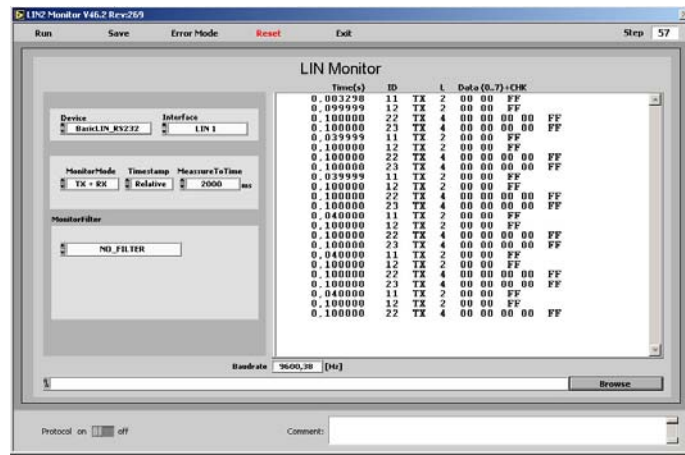 LIN2 Monitor V46.2 Rev:269
Run Save Error Mode Reset Exit Step 57
LIN Monitor
Time(s) ID L Data (0..7)+CHK
0,003298 11 TX 2 00 00 FF
0,099999 12 TX 2 00 00 FF
0,100000 22 TX 4 00 00 00 00 FF
0,100000 23 TX 4 00 00 00 00 FF
0,039999 11 TX 2 00 00 FF
0,100000 12 TX 2 00 00 FF
0,100000 22 TX 4 00 00 00 00 FF
0,100000 23 TX 4 00 00 00 00 FF
0,039999 11 TX 2 00 00 FF
0,100000 12 TX 2 00 00 FF
0,100000 22 TX 4 00 00 00 00 FF
0,100000 23 TX 4 00 00 00 00 FF
0,040000 11 TX 2 00 00 FF
0,100000 12 TX 2 00 00 FF
0,100000 22 TX 4 00 00 00 00 FF
0,100000 23 TX 4 00 00 00 00 FF
0,040000 11 TX 2 00 00 FF
0,100000 12 TX 2 00 00 FF
0,100000 22 TX 4 00 00 00 00 FF
0,100000 23 TX 4 00 00 00 00 FF
0,040000 11 TX 2 00 00 FF
0,100000 12 TX 2 00 00 FF
0,100000 22 TX 4 00 00 00 00 FF
Device Interface
BasicLIN_RS232 LIN 1
MonitorMode Timestamp MeasureToTime
TX + RX Relative 2000 ms
MonitorFilter
NO_FILTER
Baudrate 9600,38 [Hz]
Browse
Protocol on off Comment: